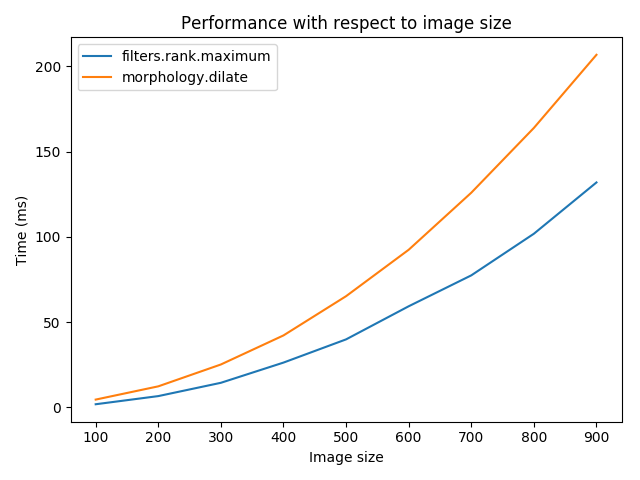 Performance with respect to image size
filters.rank.maximum
morphology.dilate
Time (ms)
200
150
100
50
0
100 200 300 400 500 600 700 800 900
Image size